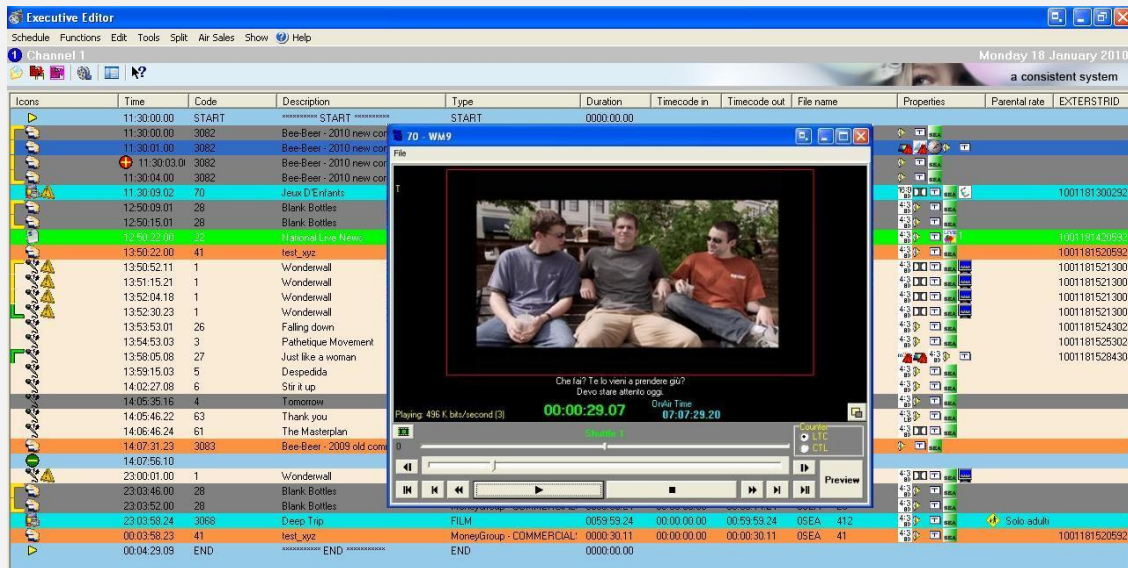 Executive Editor
Schedule Functions Edit Tools Split Air Sales Show Help
1 Channel 1 Monday 18 January 2010
a consistent system
Icons Time Code Description Type Duration Timecode in Timecode out File name Properties Parental rate EXTERSTRID
11:30:00.00 START ********** START ********** START 0000:00.00
11:30:00.00 3082 Bee-Beer - 2010 new co
11:30:01.00 3082 Bee-Beer - 2010 new co
11:30:03.0 3082 Bee-Beer - 2010 new co
11:30:04.00 3082 Bee-Beer - 2010 new co
11:30:09.02 70 Jeux D'Enfants 1001181300292
12:50:09.01 28 Blank Bottles
12:50:15.01 28 Blank Bottles
12:50:22.00 22 National Live News
13:50:22.00 41 test_xyz 1001181520592
13:50:52.11 1 Wonderwall 1001181521300
13:51:15.21 1 Wonderwall 1001181521300
13:52:04.18 1 Wonderwall 1001181521300
13:52:30.23 1 Wonderwall 1001181521300
13:53:53.01 26 Falling down 1001181524302
13:54:53.03 3 Pathetique Movement 1001181525302
13:58:05.08 27 Just like a woman 1001181528430
13:59:15.03 5 Despedida
14:02:27.08 6 Stir it up
14:05:35.16 4 Tomorrow
14:05:46.22 63 Thank you
14:06:46.24 61 The Masterplan
14:07:31.23 3083 Bee-Beer - 2009 old com
14:07:56.10
23:00:01.00 1 Wonderwall
23:03:46.00 28 Blank Bottles
23:03:52.00 28 Blank Bottles
23:03:58.24 3068 Deep Trip FILM 0059:59.24 00:00:00.00 00:59:59.24 0SEA 412 Solo adulti
00:03:58.23 41 test_xyz MoneyGroup - COMMERCIAL 0000:30.11 00:00:00.00 00:00:30.11 0SEA 41 1001181520592
00:04:29.09 END ********** END ********** END 0000:00.00
70 - WM9
File
T
Che fai? Te lo vieni a prendere giù?
Devo stare attento oggi.
Playing: 496 K bits/second (3) 00:00:29.07 OnAir Time 07:07:29.20
0 Shuttle 1
Counter
LTC
CTL
Preview